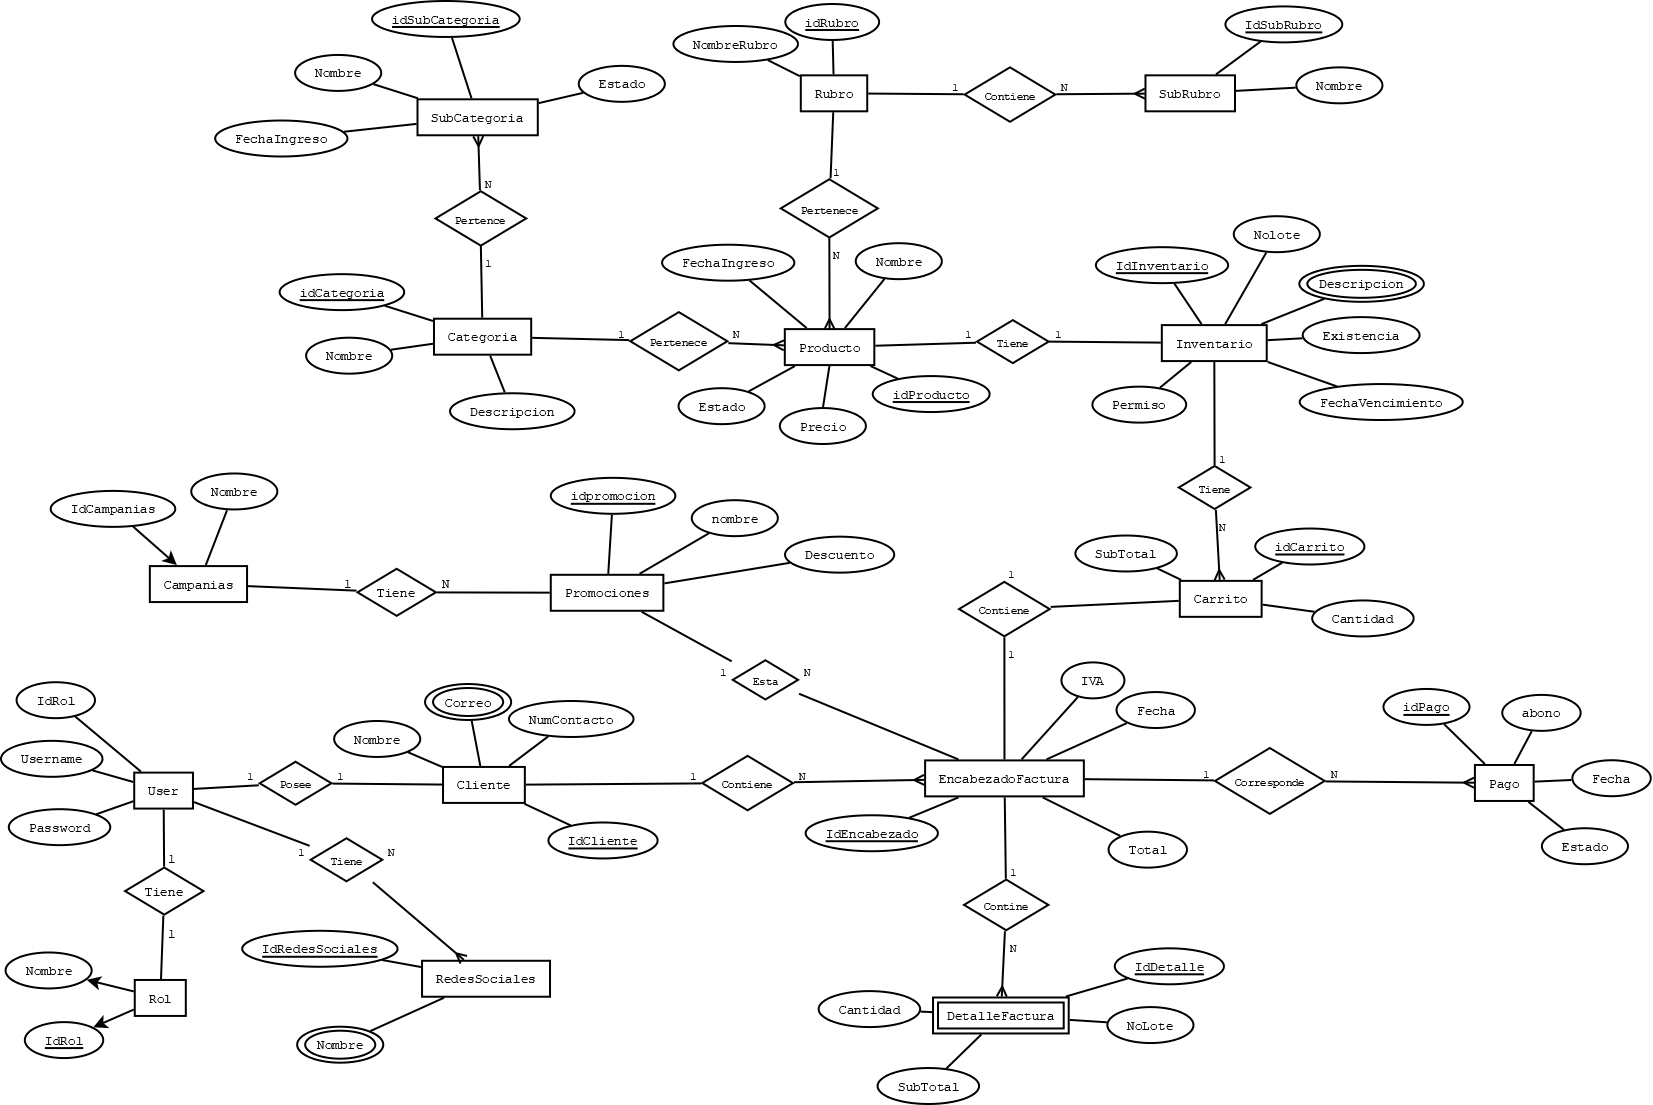 idSubCategoria
idRubro
IdSubRubro
NombreRubro
Nombre
Estado
Nombre
Rubro
1
Contiene
N
SubRubro
SubCategoria
FechaIngreso
N
Pertence
1
1
Pertenece
N
FechaIngreso
Nombre
Nolote
IdInventario
Descripcion
idCategoria
Nombre
Categoria
Descripcion
1
Pertenece
N
Producto
Estado
Precio
idProducto
1
Tiene
1
Inventario
Existencia
FechaVencimiento
Permiso
1
Tiene
N
IdCampanias
Nombre
Campanias
1
Tiene
N
idpromocion
nombre
Descuento
Promociones
SubTotal
idCarrito
Carrito
Cantidad
1
Contiene
1
1
Esta
N
IdRol
Username
Password
User
1
Posee
1
Nombre
Correo
NumContacto
Cliente
IdCliente
1
Contiene
N
IVA
Fecha
EncabezadoFactura
IdEncabezado
Total
1
Corresponde
N
idPago
abono
Fecha
Pago
Estado
1
Tiene
N
1
Tiene
1
Nombre
Rol
IdRol
IdRedesSociales
RedesSociales
Nombre
1
Contine
N
IdDetalle
Cantidad
DetalleFactura
NoLote
SubTotal